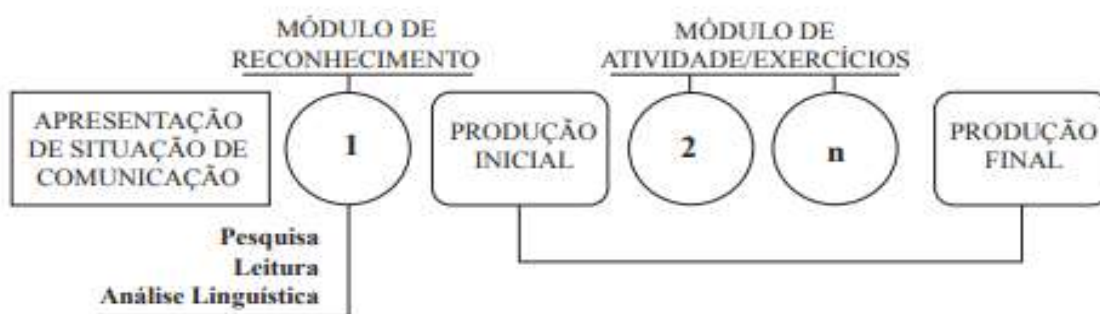 MÓDULO DE
RECONHECIMENTO
MÓDULO DE
ATIVIDADE/EXERCÍCIOS
APRESENTAÇÃO
DE SITUAÇÃO DE
COMUNICAÇÃO
1
PRODUÇÃO
INICIAL
2
n
PRODUÇÃO
FINAL
Pesquisa
Leitura
Análise Linguística